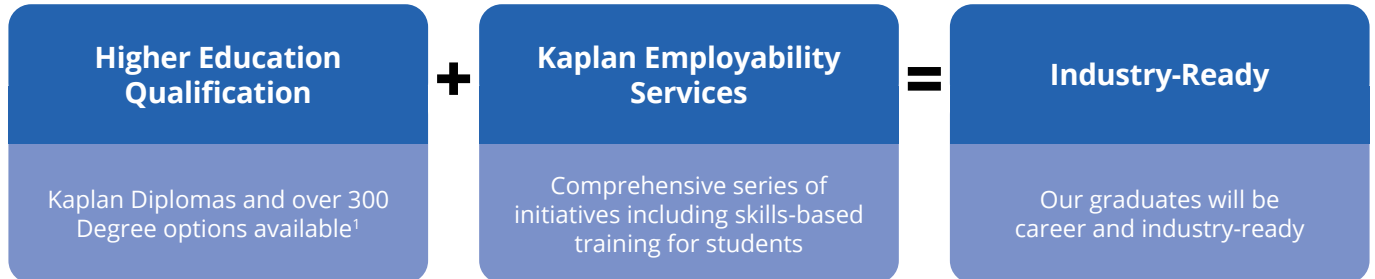 Higher Education
Qualification
Kaplan Diplomas and over 300
Degree options available¹
+
Kaplan Employability
Services
Comprehensive series of
initiatives including skills-based
training for students
=
Industry-Ready
Our graduates will be
career and industry-ready